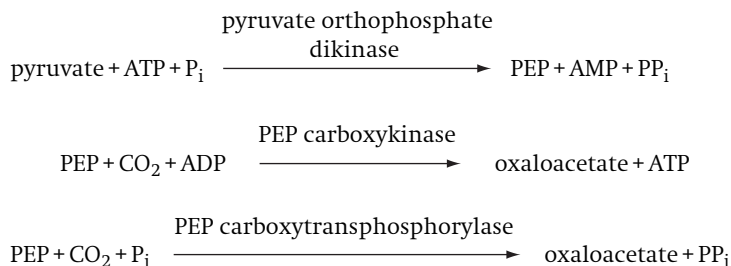 pyruvate orthophosphate
dikinase
pyruvate + ATP + Pi PEP + AMP + PPi
PEP carboxykinase
PEP + CO2 + ADP oxaloacetate + ATP
PEP carboxytransphosphorylase
PEP + CO2 + Pi oxaloacetate + PPi